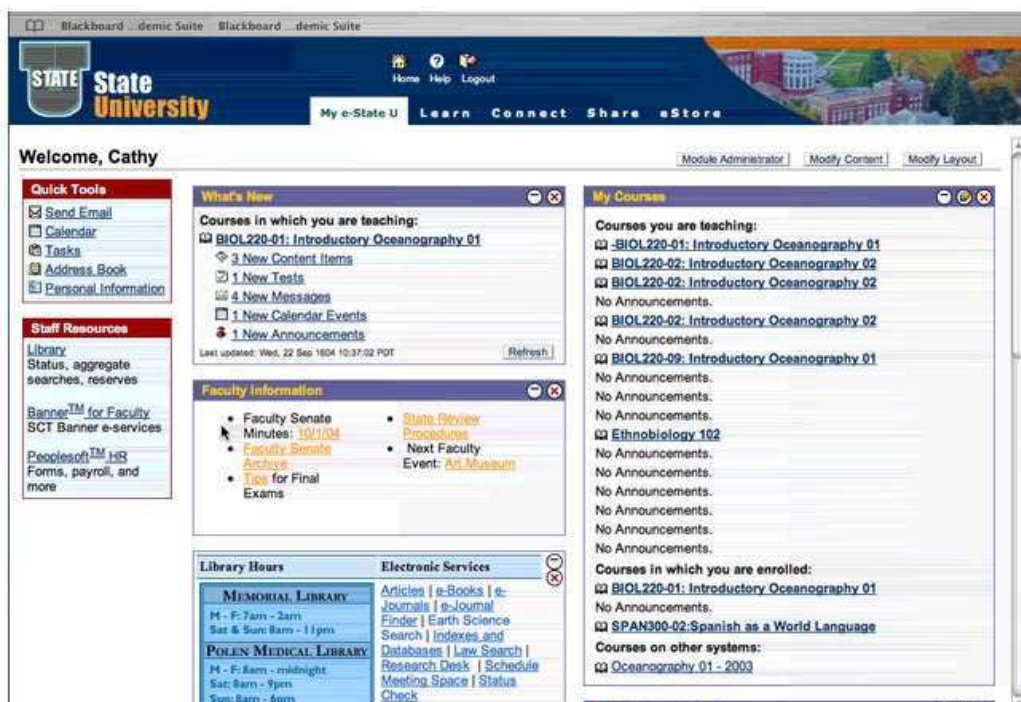 Blackboard ...demic Suite Blackboard ...demic Suite
STATE
State
University
Home Help Logout
My e-State U Learn Connect Share eStore
Welcome, Cathy
Module Administrator Modify Content Modify Layout
Quick Tools
Send Email
Calendar
Tasks
Address Book
Personal Information
Staff Resources
Library
Status, aggregate
searches, reserves
Banner™ for Faculty
SCT Banner e-services
Peoplesoft™ HR
Forms, payroll, and
more
What's New
Courses in which you are teaching:
BIOL220-01: Introductory Oceanography 01
3 New Content Items
1 New Tests
4 New Messages
1 New Calendar Events
1 New Announcements
Last updated: Wed, 22 Sep 1604 10:37:02 PDT
Refresh
Faculty Information
Faculty Senate
Minutes: 10/1/04
Faculty Senate
Archive
Tips for Final
Exams
State Review
Procedures
Next Faculty
Event: Art Museum
Library Hours
MEMORIAL LIBRARY
M - F: 7am - 2am
Sat & Sun: 8am - 11pm
POLEN MEDICAL LIBRARY
M - F: 8am - midnight
Sat: 8am - 9pm
Sun: 8am - 6pm
Electronic Services
Articles | e-Books | e-
Journals | e-Journal
Finder | Earth Science
Search | Indexes and
Databases | Law Search |
Research Desk | Schedule
Meeting Space | Status
Check
My Courses
Courses you are teaching:
-BIOL220-01: Introductory Oceanography 01
BIOL220-02: Introductory Oceanography 02
BIOL220-02: Introductory Oceanography 02
No Announcements.
BIOL220-02: Introductory Oceanography 02
No Announcements.
BIOL220-09: Introductory Oceanography 01
No Announcements.
No Announcements.
No Announcements.
Ethnobiology 102
No Announcements.
No Announcements.
No Announcements.
No Announcements.
No Announcements.
No Announcements.
Courses in which you are enrolled:
BIOL220-01: Introductory Oceanography 01
No Announcements.
SPAN300-02:Spanish as a World Language
Courses on other systems:
Oceanography 01 - 2003